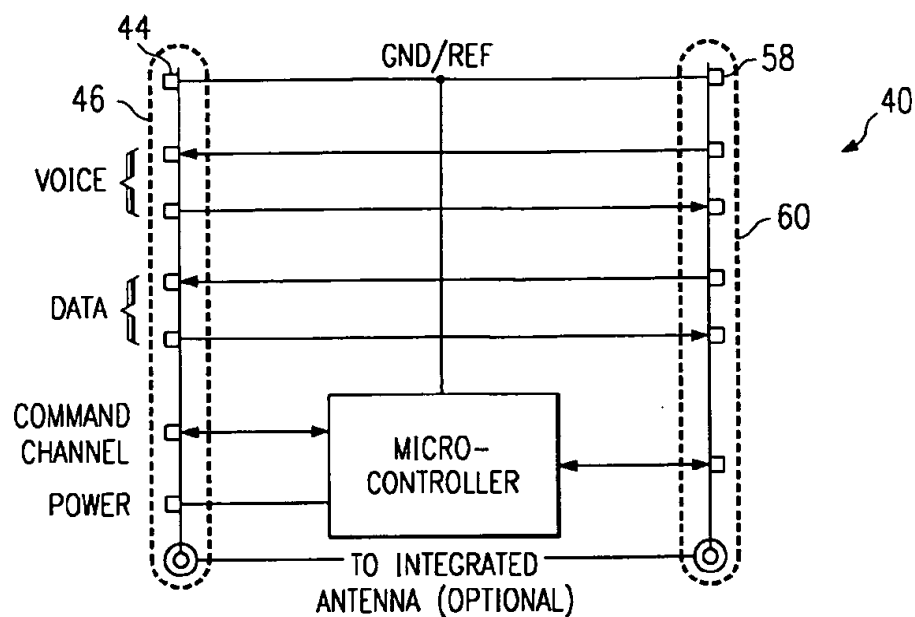 44
GND/REF
58
46
40
VOICE
60
DATA
COMMAND
CHANNEL
MICRO-
CONTROLLER
POWER
TO INTEGRATED
ANTENNA (OPTIONAL)